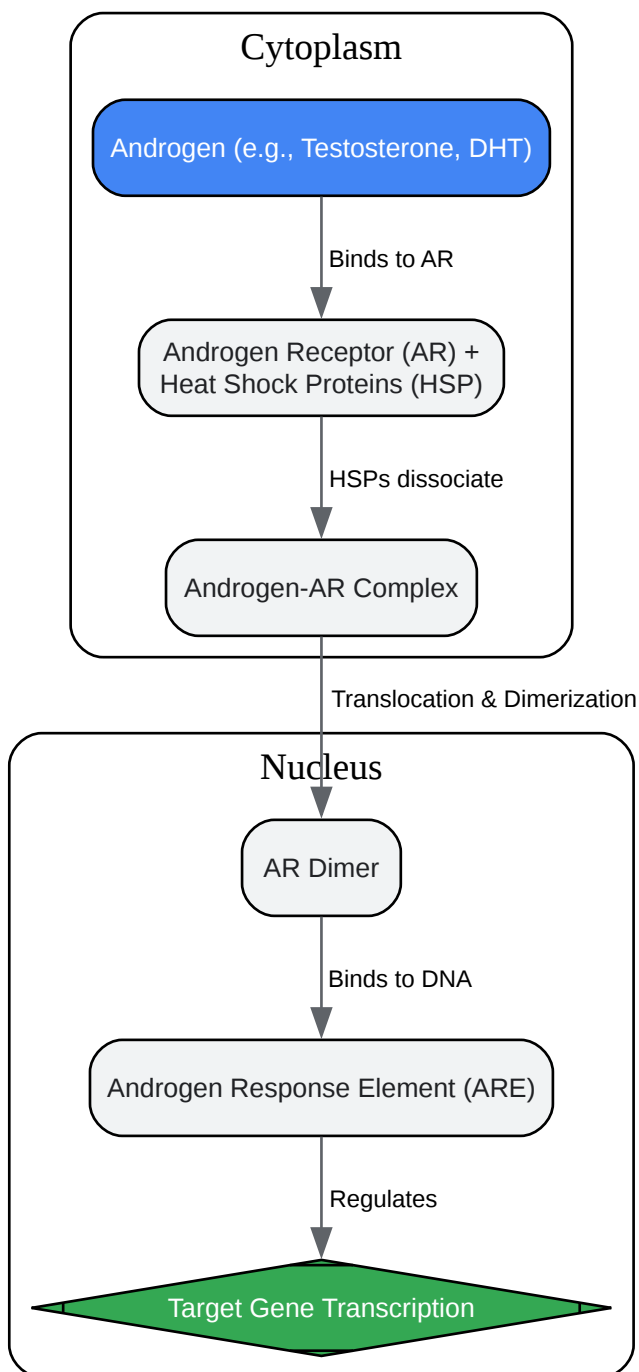 Cytoplasm
Androgen (e.g., Testosterone, DHT)
Binds to AR
Androgen Receptor (AR) +
Heat Shock Proteins (HSP)
HSPs dissociate
Androgen-AR Complex
Translocation & Dimerization
Nucleus
AR Dimer
Binds to DNA
Androgen Response Element (ARE)
Regulates
Target Gene Transcription